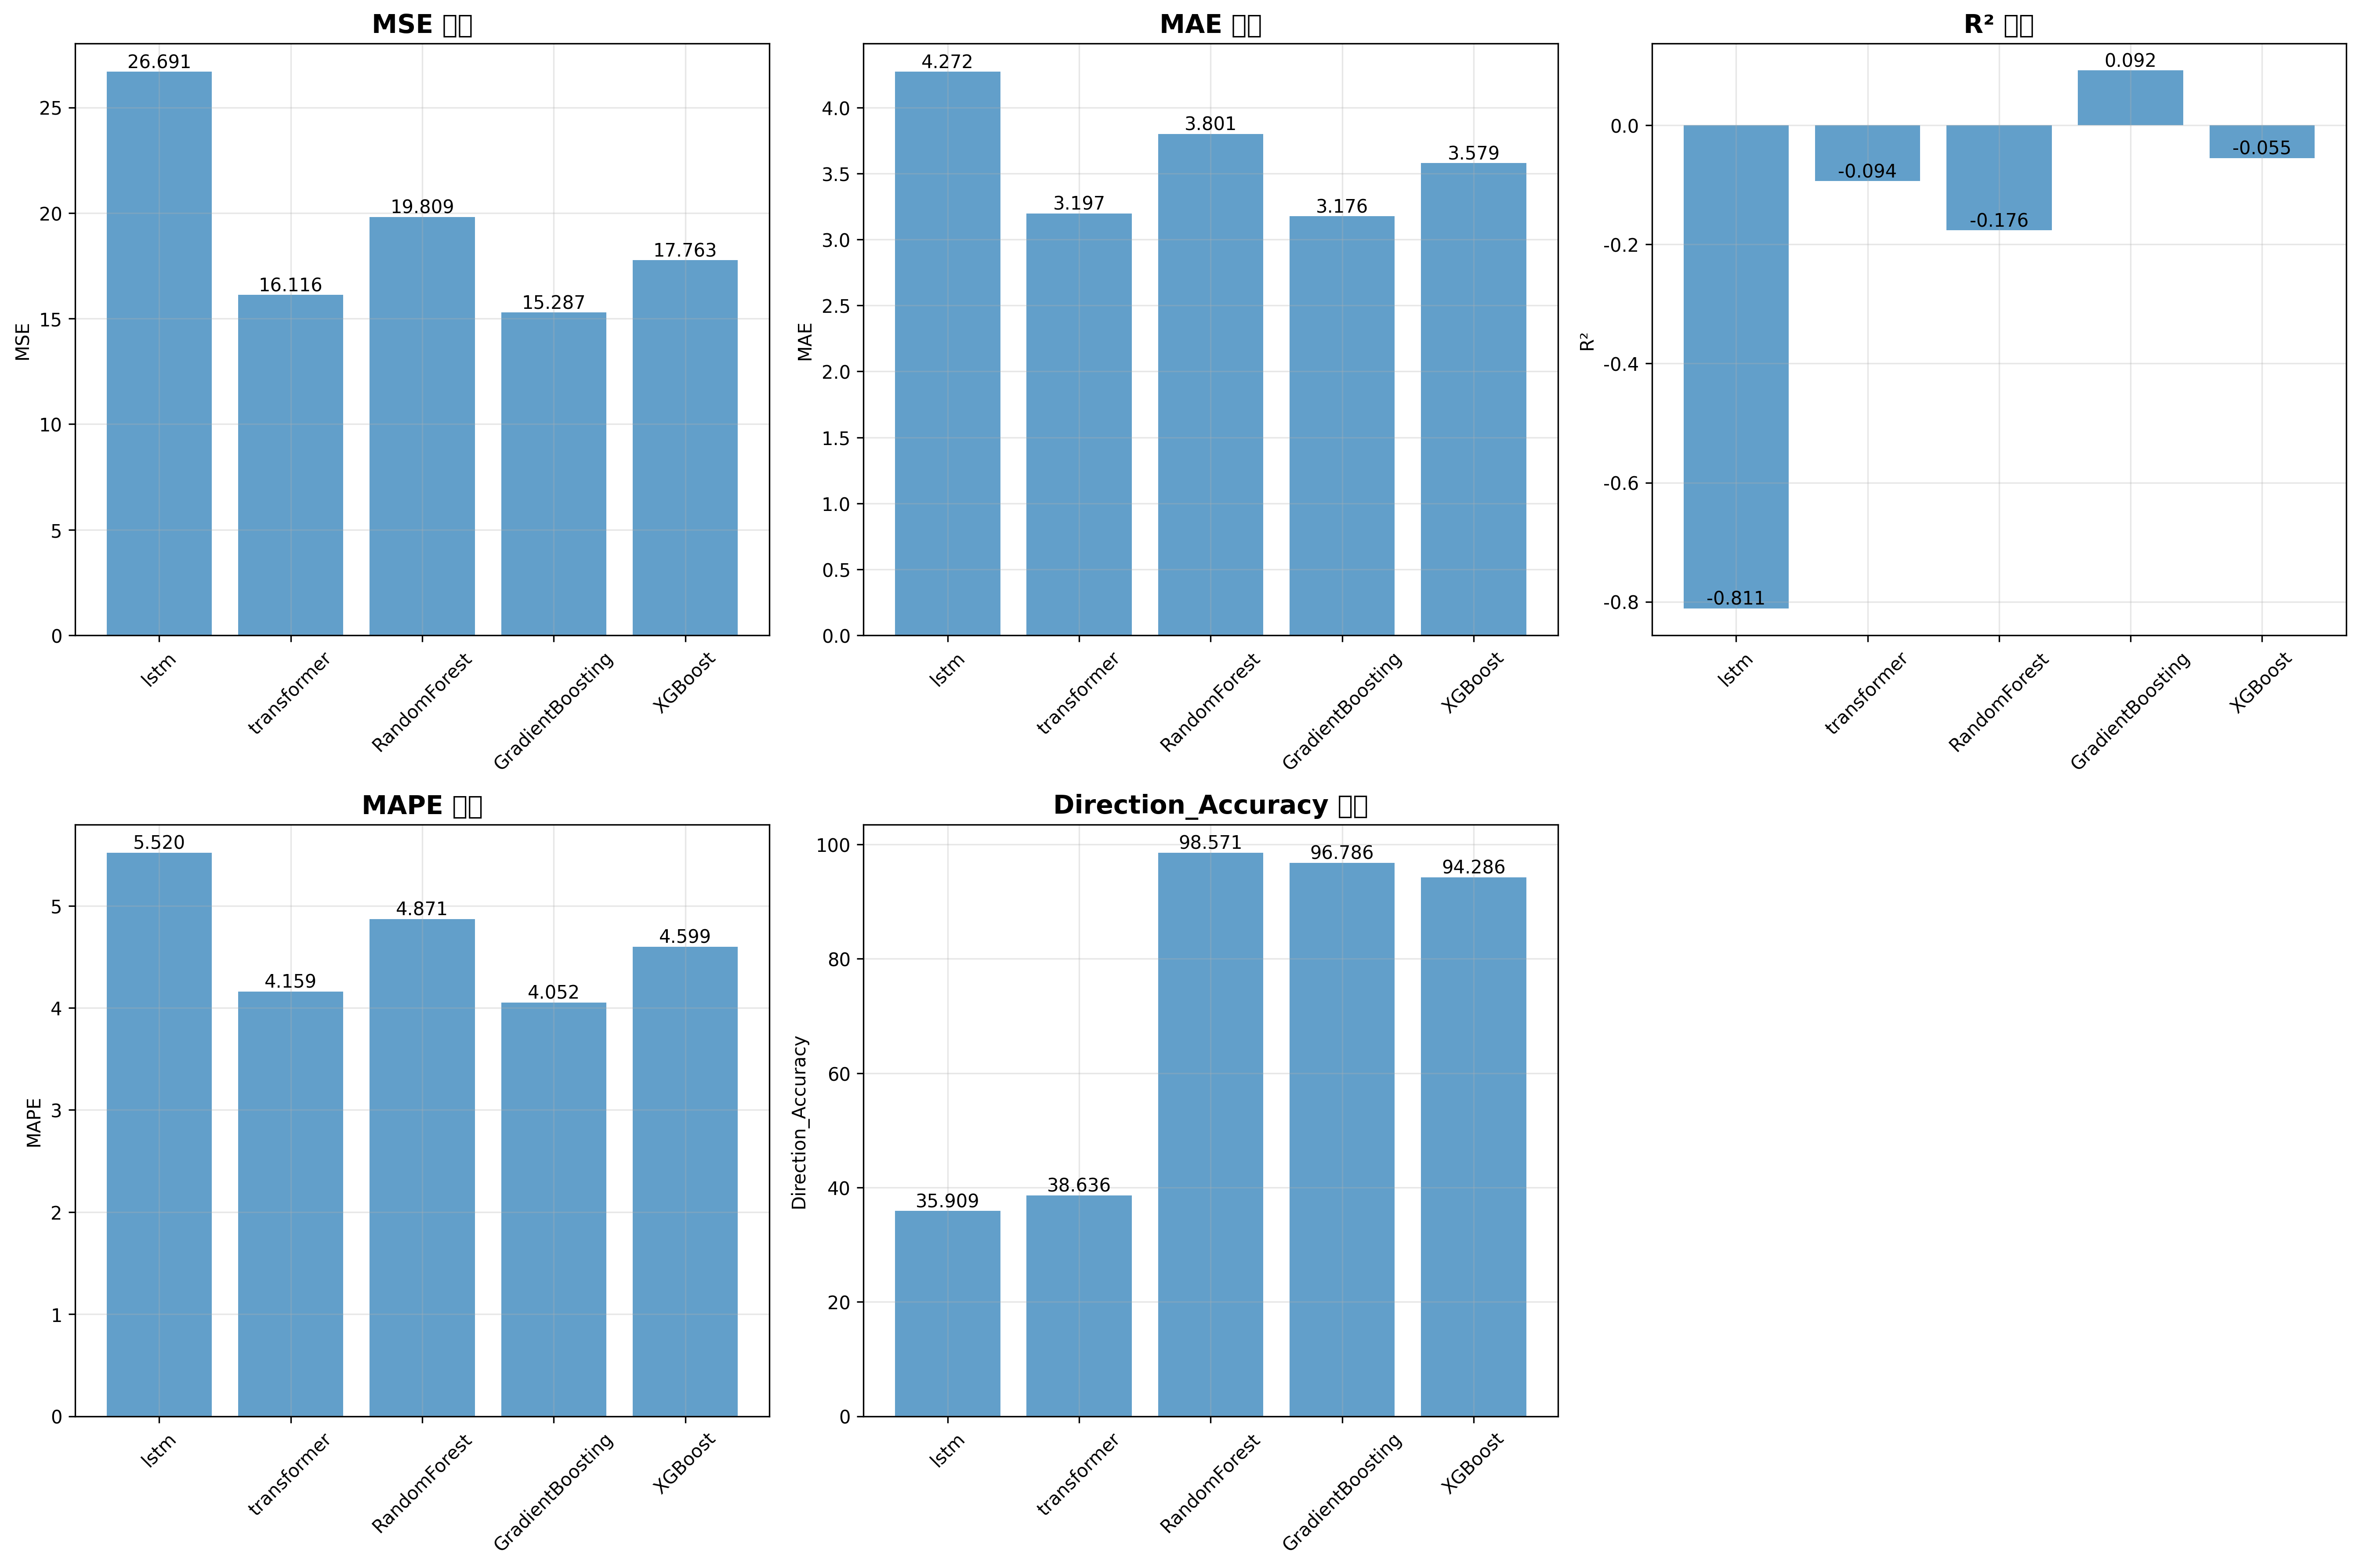 MSE
26.691
16.116
19.809
15.287
17.763
25
20
15
10
5
0
MSE
lstm
transformer
RandomForest
GradientBoosting
XGBoost
MAE
4.272
3.197
3.801
3.176
3.579
4.0
3.5
3.0
2.5
2.0
1.5
1.0
0.5
0.0
MAE
lstm
transformer
RandomForest
GradientBoosting
XGBoost
R²
-0.811
-0.094
-0.176
0.092
-0.055
0.0
-0.2
-0.4
-0.6
-0.8
R²
lstm
transformer
RandomForest
GradientBoosting
XGBoost
MAPE
5.520
4.159
4.871
4.052
4.599
5
4
3
2
1
0
MAPE
lstm
transformer
RandomForest
GradientBoosting
XGBoost
Direction_Accuracy
35.909
38.636
98.571
96.786
94.286
100
80
60
40
20
0
Direction_Accuracy
lstm
transformer
RandomForest
GradientBoosting
XGBoost